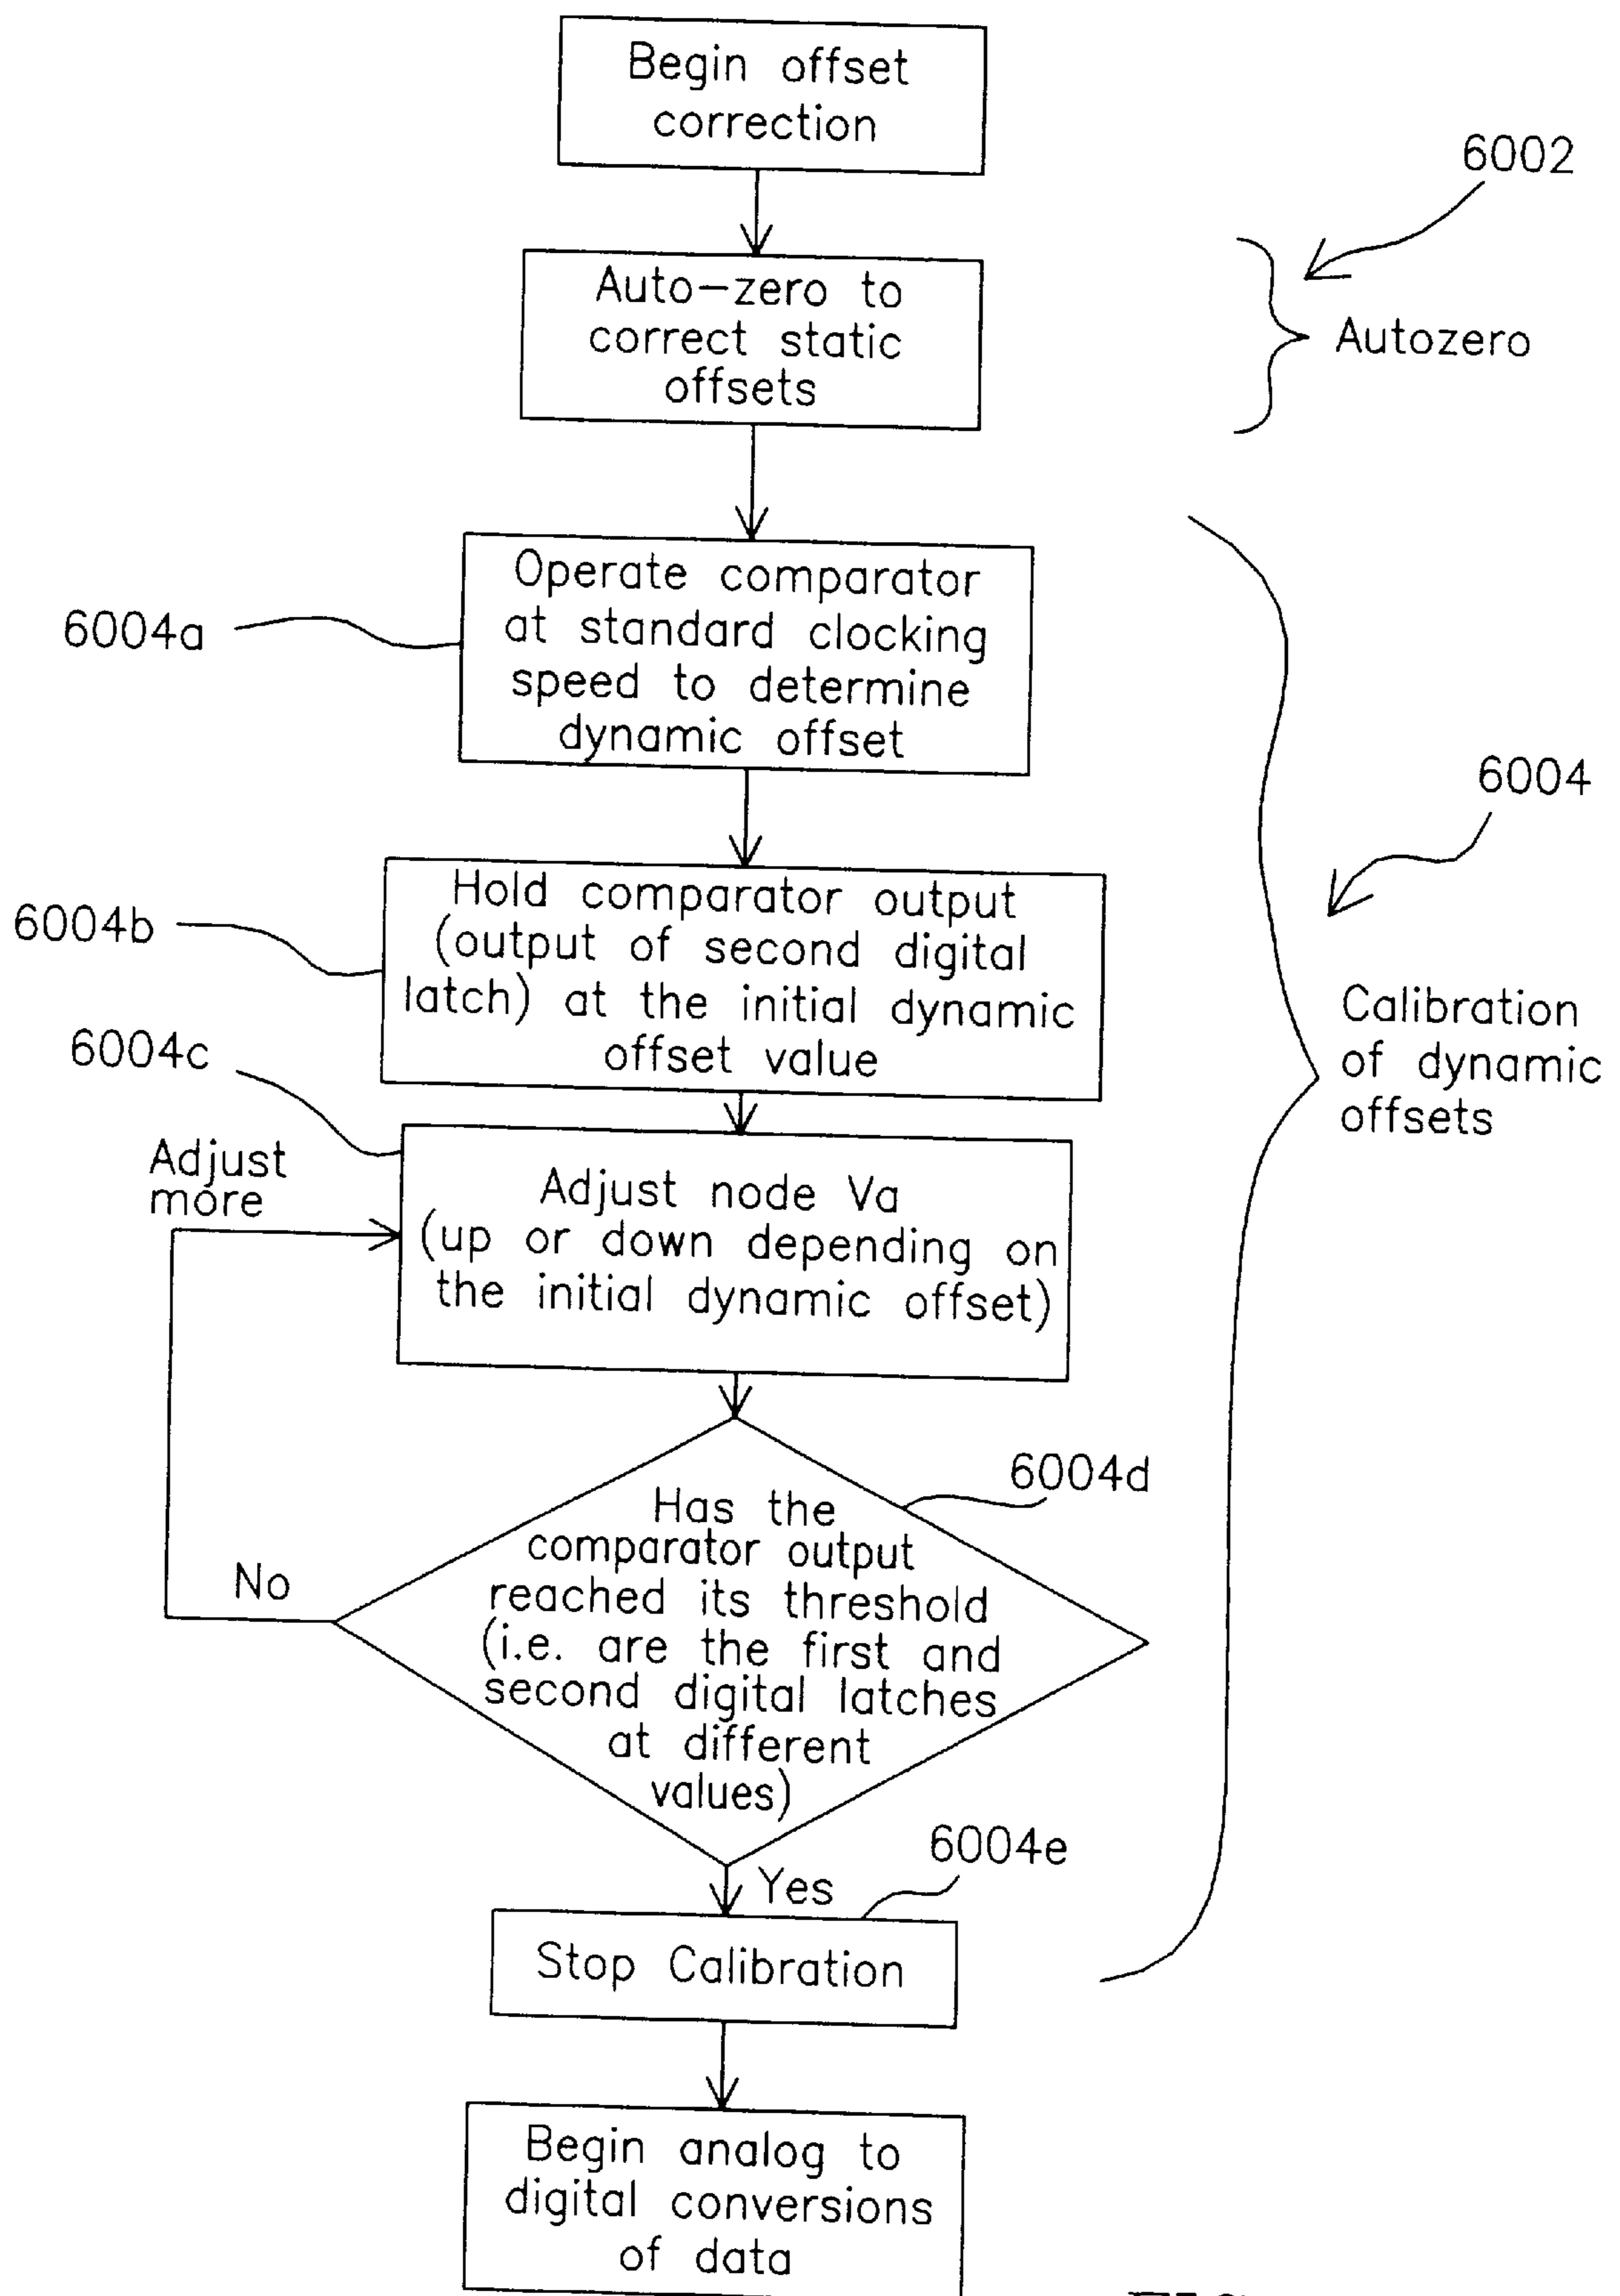 Begin offset
correction
6002
Auto-zero to
correct static
offsets
Autozero
Operate comparator
at standard clocking
speed to determine
dynamic offset
6004a
6004
Hold comparator output
(output of second digital
latch) at the initial dynamic
offset value
6004b
Calibration
of dynamic
offsets
6004c
Adjust
more
Adjust node Va
(up or down depending on
the initial dynamic offset)
6004d
Has the
comparator output
reached its threshold
(i.e. are the first and
second digital latches
at different
values)
No
Yes
6004e
Stop Calibration
Begin analog to
digital conversions
of data